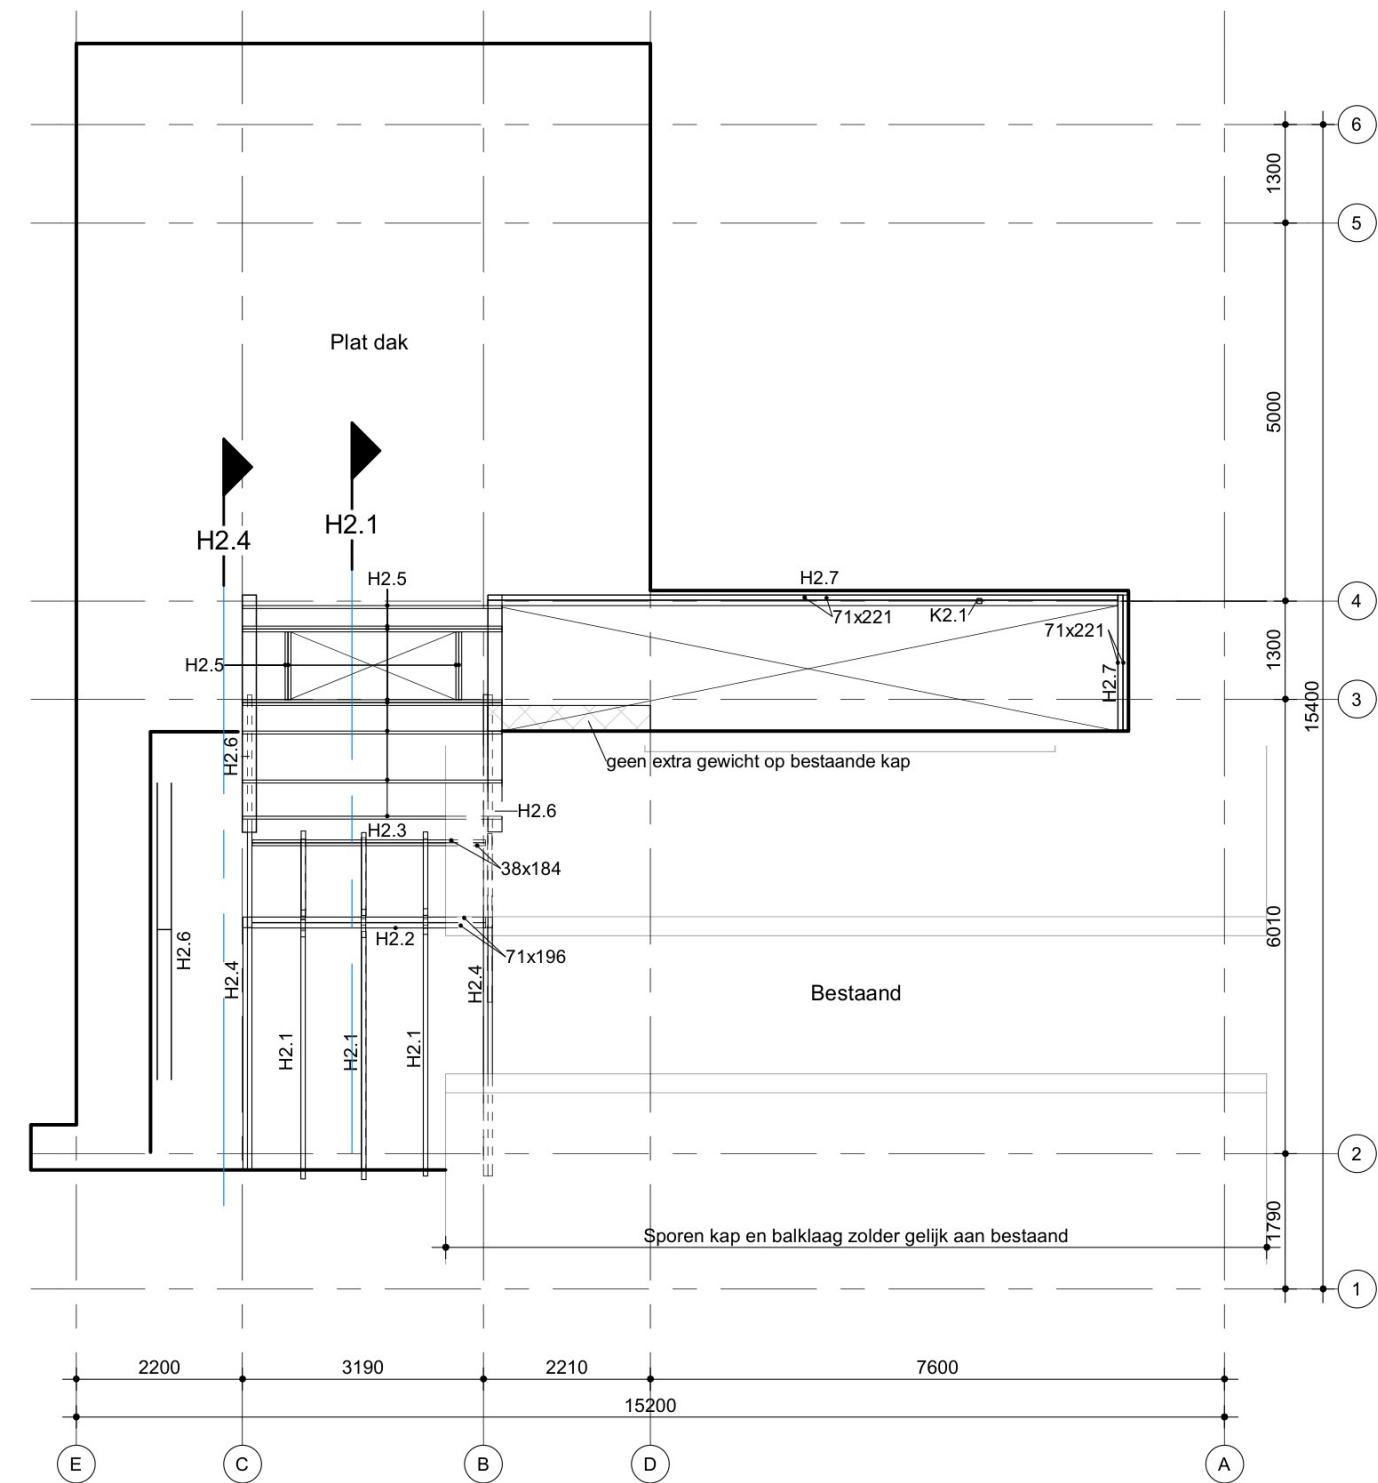 6
1300
5
Plat dak
5000
H2.1
H2.4
H2.5
H2.7
4
71x221
K2.1
71x221
H2.5
1300
H2.7
3
15400
H2.6
geen extra gewicht op bestaande kap
H2.6
H2.3
38x184
6010
H2.2
H2.6
71x196
H2.4
H2.4
Bestaand
H2.1
H2.1
H2.1
2
1790
Sporen kap en balklaag zolder gelijk aan bestaand
1
2200
3190
2210
7600
15200
E
C
B
D
A